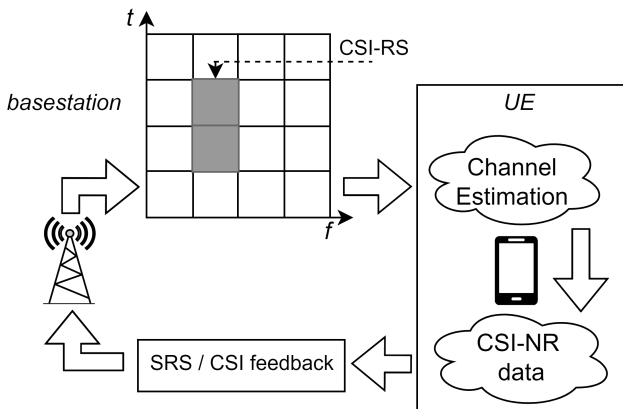 t
CSI-RS
basestation
UE
Channel
Estimation
f
CSI-NR
data
SRS / CSI feedback